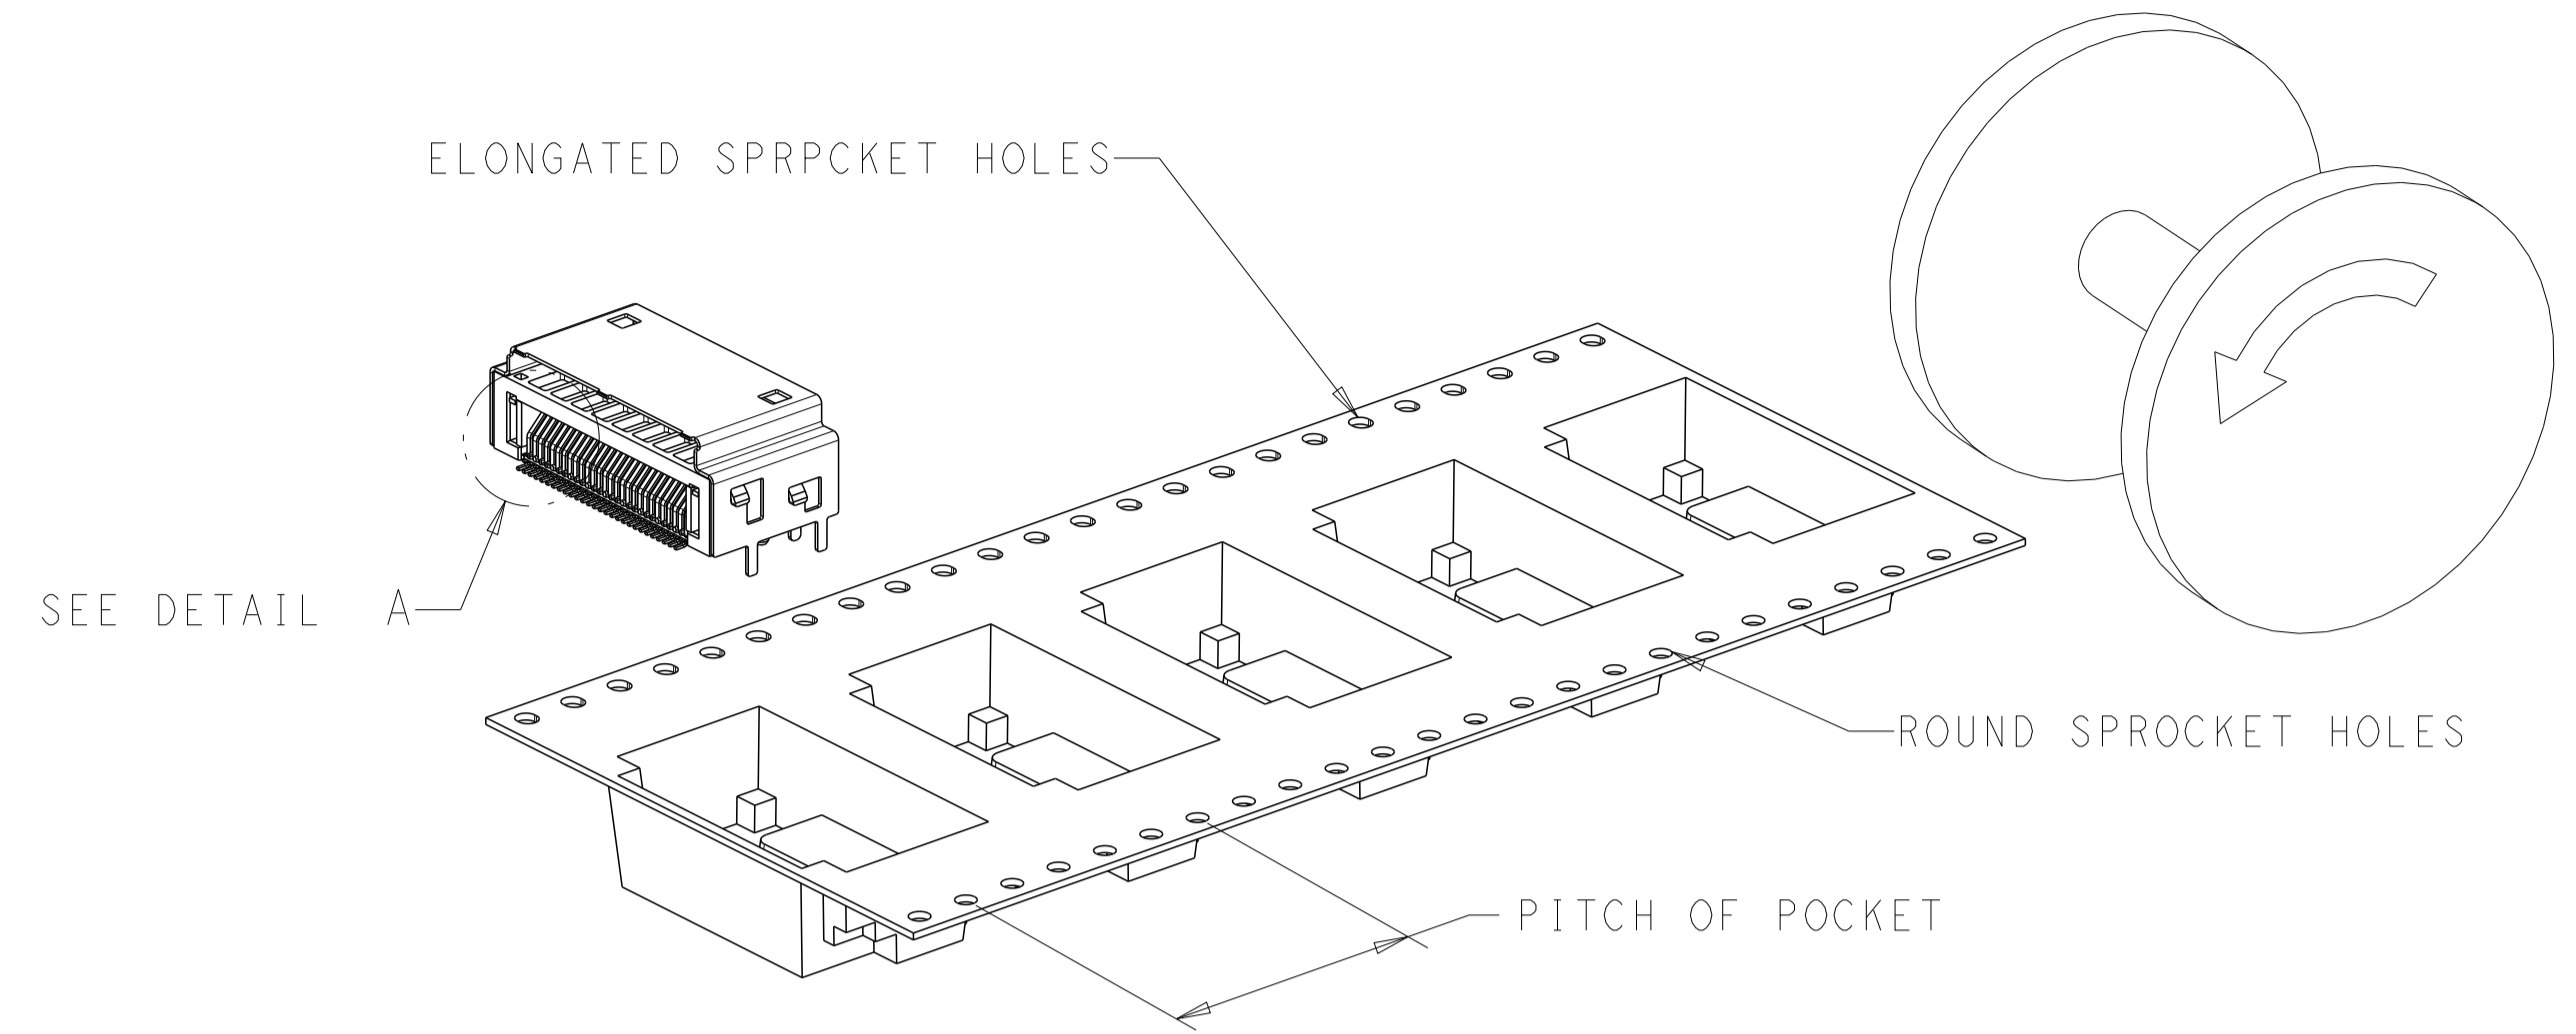 ELONGATED SPRPCKET HOLES
SEE DETAIL A
ROUND SPROCKET HOLES
PITCH OF POCKET